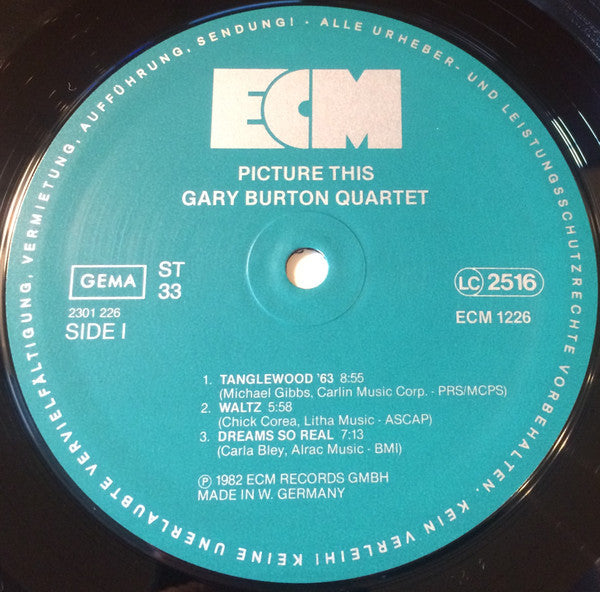 ALLE URHEBER- UND LEISTUNGSSCHUTZRECHTE VORBEHALTEN. KEIN VERLEIH! KEINE UNERLAUBTE VERVIELFÄLTIGUNG, VERMIETUNG, AUFFÜHRUNG, SENDUNG! ·
ECM
PICTURE THIS
GARY BURTON QUARTET
GEMA
ST
33
2301 226
SIDE I
LC 2516
ECM 1226
1. TANGLEWOOD '63 8:55
(Michael Gibbs, Carlin Music Corp. - PRS/MCPS)
2. WALTZ 5:58
(Chick Corea, Litha Music - ASCAP)
3. DREAMS SO REAL 7:13
(Carla Bley, Alrac Music - BMI)
℗ 1982 ECM RECORDS GMBH
MADE IN W. GERMANY